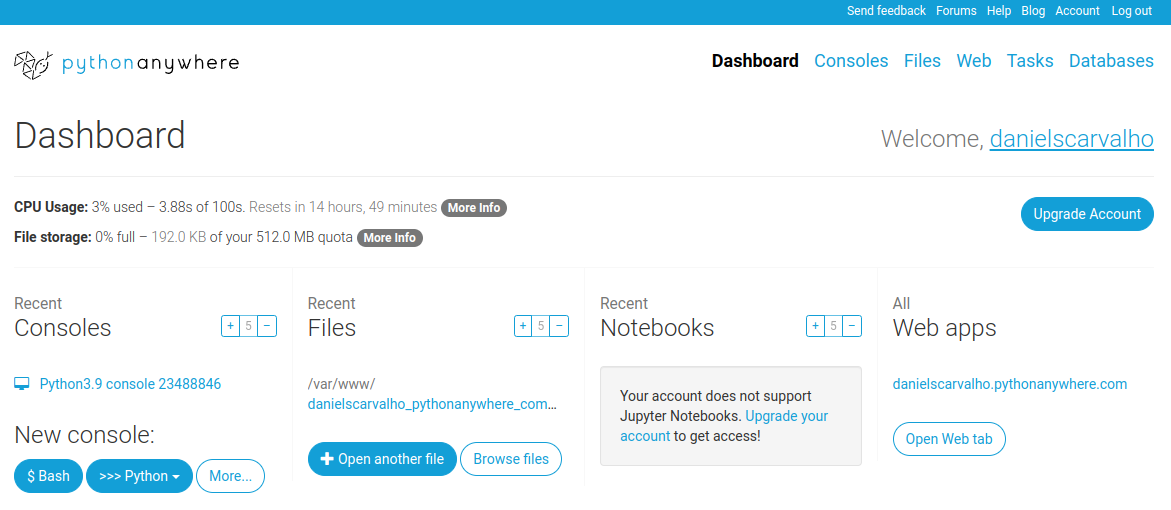 Send feedback Forums Help Blog Account Log out
pythonanywhere
Dashboard Consoles Files Web Tasks Databases
Dashboard
Welcome, danielscarvalho
CPU Usage: 3% used – 3.88s of 100s. Resets in 14 hours, 49 minutes More Info
File storage: 0% full – 192.0 KB of your 512.0 MB quota More Info
Upgrade Account
Recent
Consoles
+ 5 −
Python3.9 console 23488846
New console:
$ Bash >>> Python More...
Recent
Files
+ 5 −
/var/www/
danielscarvalho_pythonanywhere_com…
Open another file Browse files
Recent
Notebooks
+ 5 −
Your account does not support
Jupyter Notebooks. Upgrade your
account to get access!
All
Web apps
danielscarvalho.pythonanywhere.com
Open Web tab